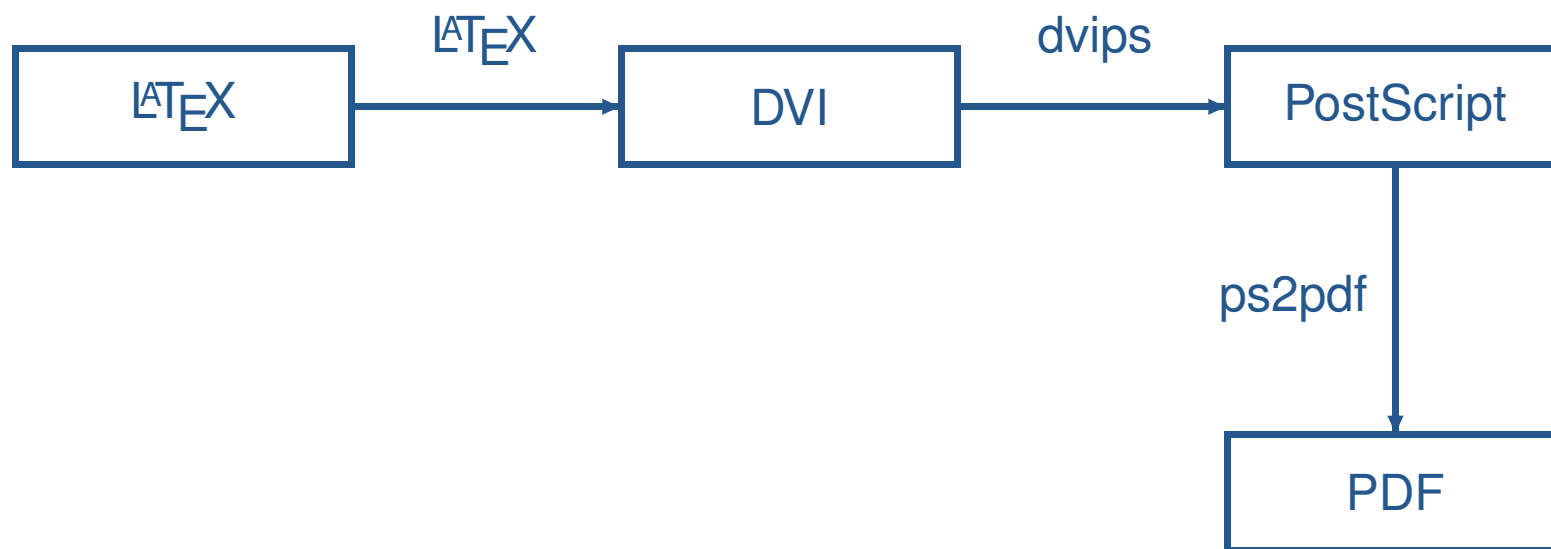 LATEX
dvips
LATEX
DVI
PostScript
ps2pdf
PDF